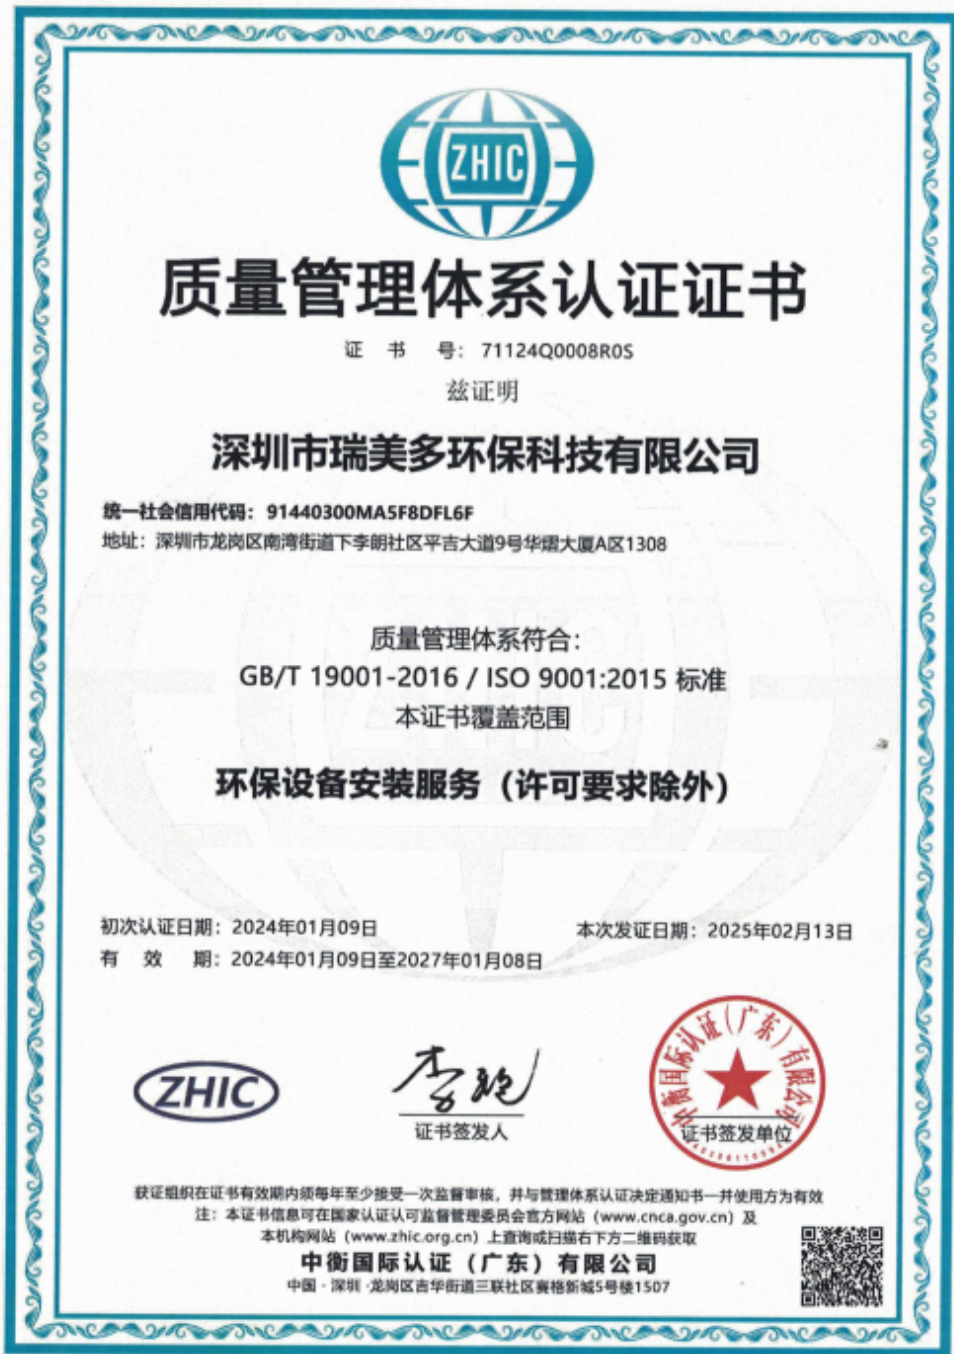 ZHIC
质量管理体系认证证书
证 书 号: 71124Q0008R0S
兹证明
深圳市瑞美多环保科技有限公司
统一社会信用代码: 91440300MA5F8DFL6F
地址: 深圳市龙岗区南湾街道下李朗社区平吉大道9号华熠大厦A区1308
质量管理体系符合:
GB/T 19001-2016 / ISO 9001:2015 标准
本证书覆盖范围
环保设备安装服务（许可要求除外）
初次认证日期: 2024年01月09日
本次发证日期: 2025年02月13日
有 效 期: 2024年01月09日至2027年01月08日
ZHIC
证书签发人
中衡国际认证（广东）有限公司
证书签发单位
获证组织在证书有效期内须每年至少接受一次监督审核，并与管理体系认证决定通知书一并使用方为有效
注: 本证书信息可在国家认证认可监督管理委员会官方网站（www.cnca.gov.cn）及
本机构网站（www.zhic.org.cn）上查询或扫描右下方二维码获取
中衡国际认证（广东）有限公司
中国·深圳·龙岗区吉华街道三联社区赛格新城5号楼1507